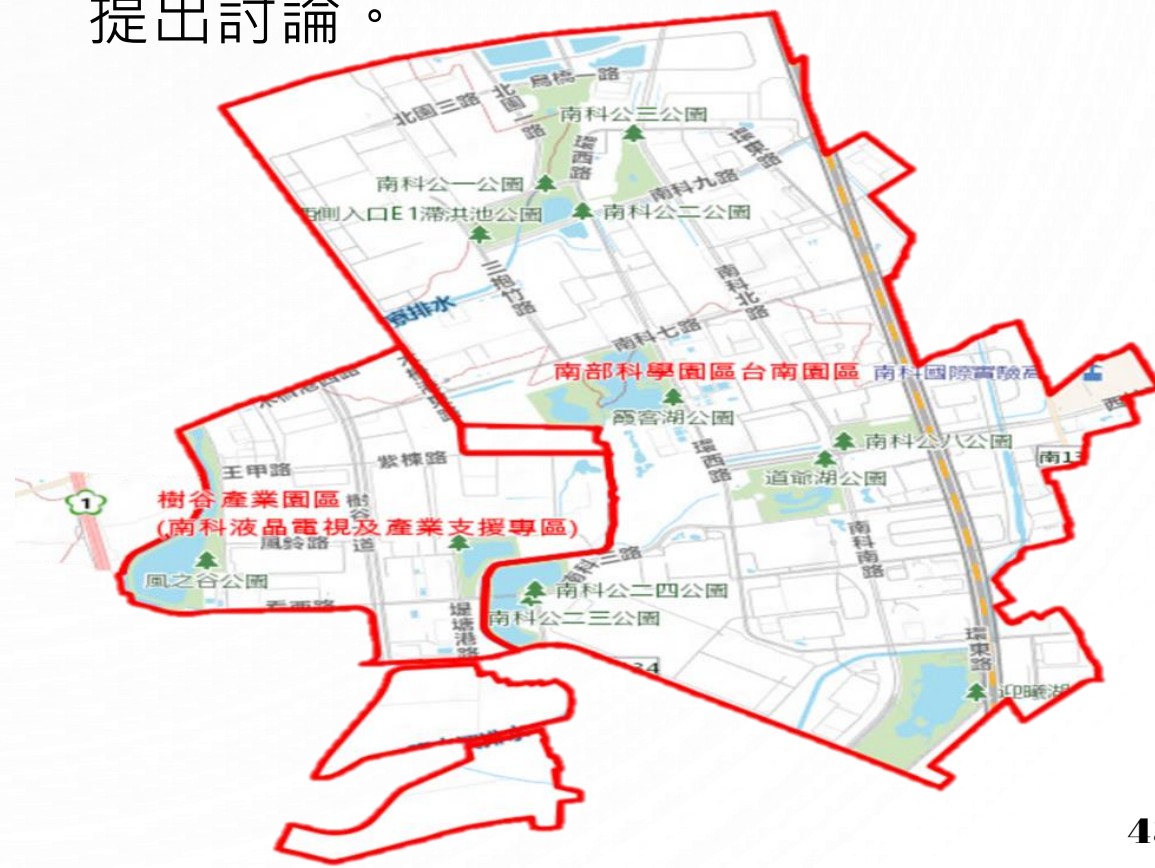 提出討論。
烏橋一路
北園三路
北園一路
南科公三公園
環西路
環東路
南科公一公園
南科九路
側入口E1滯洪池公園
南科公二公園
三抱竹路
南科北路
寮排水
南科七路
南部科學園區台南園區
南科國際實驗高
霞客湖公園
王甲路
紫楝路
環西路
南科公八公園
南13
道爺湖公園
1
樹谷產業園區
(南科液晶電視及產業支援專區)
樹谷
道
風鈴路
南科南路
風之谷公園
南科公二四公園
南科公二三公園
堤塘港路
34
環東路
迎曦湖